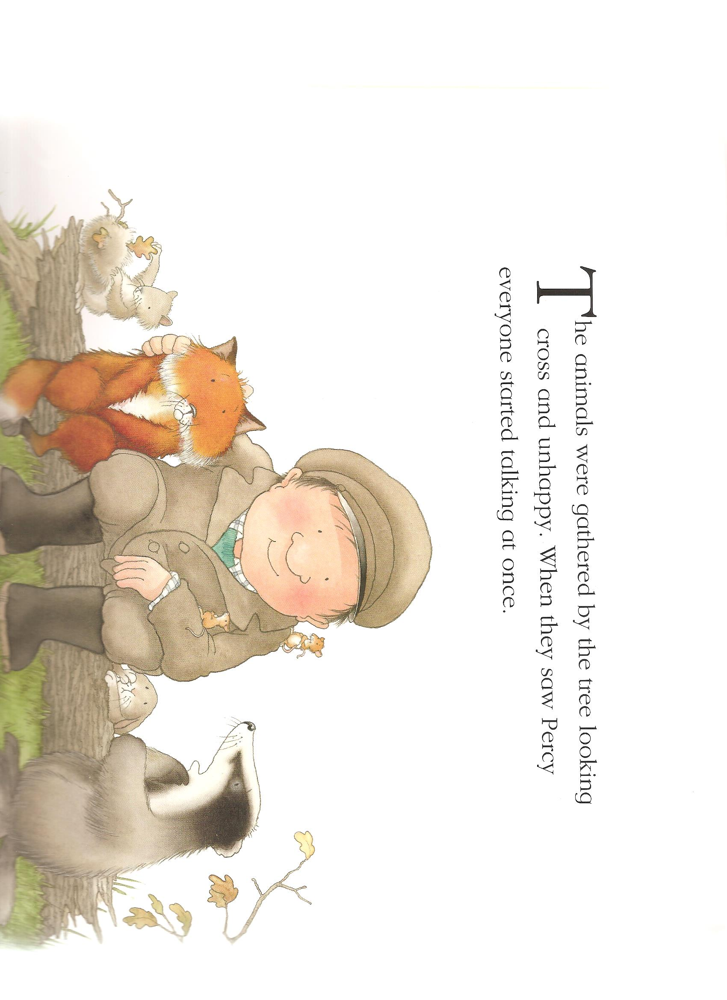 The animals were gathered by the tree looking
cross and unhappy. When they saw Percy
everyone started talking at once.